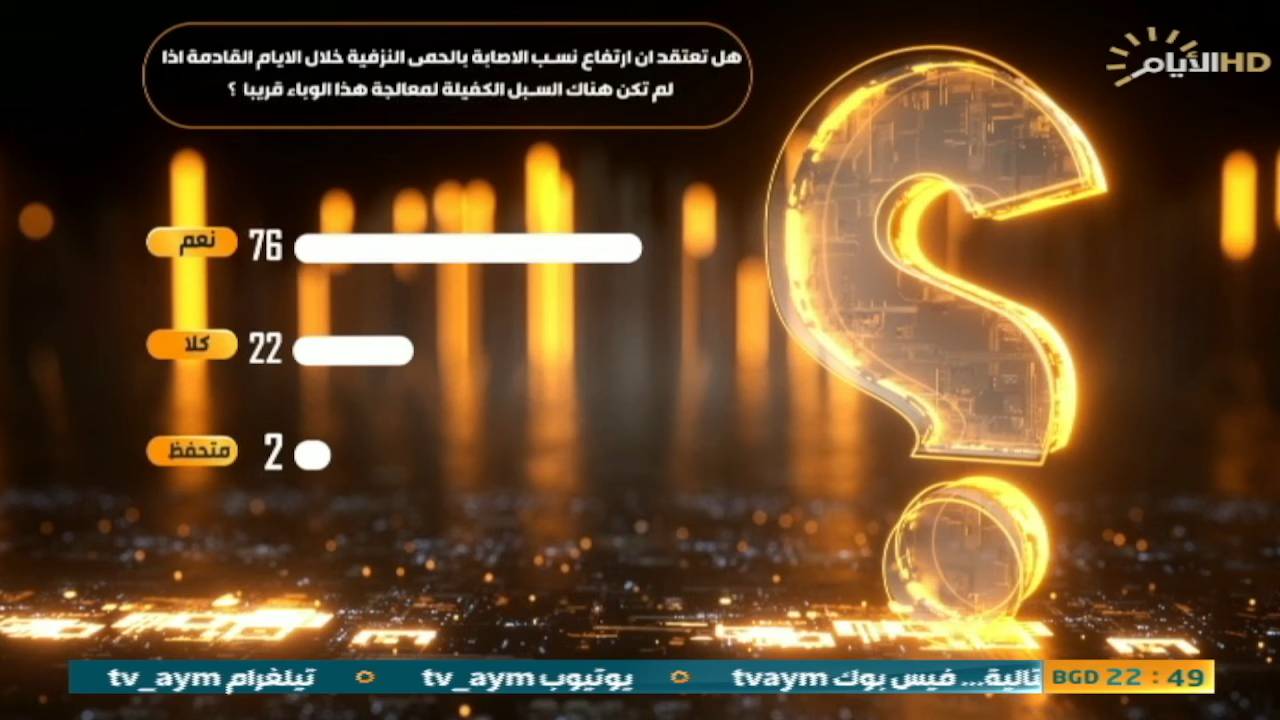 الأيام HD
هل تعتقد ان ارتفاع نسب الاصابة بالحمى النزفية خلال الايام القادمة اذا
لم تكن هناك السبل الكفيلة لمعالجة هذا الوباء قريبا ؟
نعم 76
كلا 22
متحفظ 2
BGD 22 : 49
تالية... فيس بوك tvaym يوتيوب tv_aym تيلغرام tv_aym